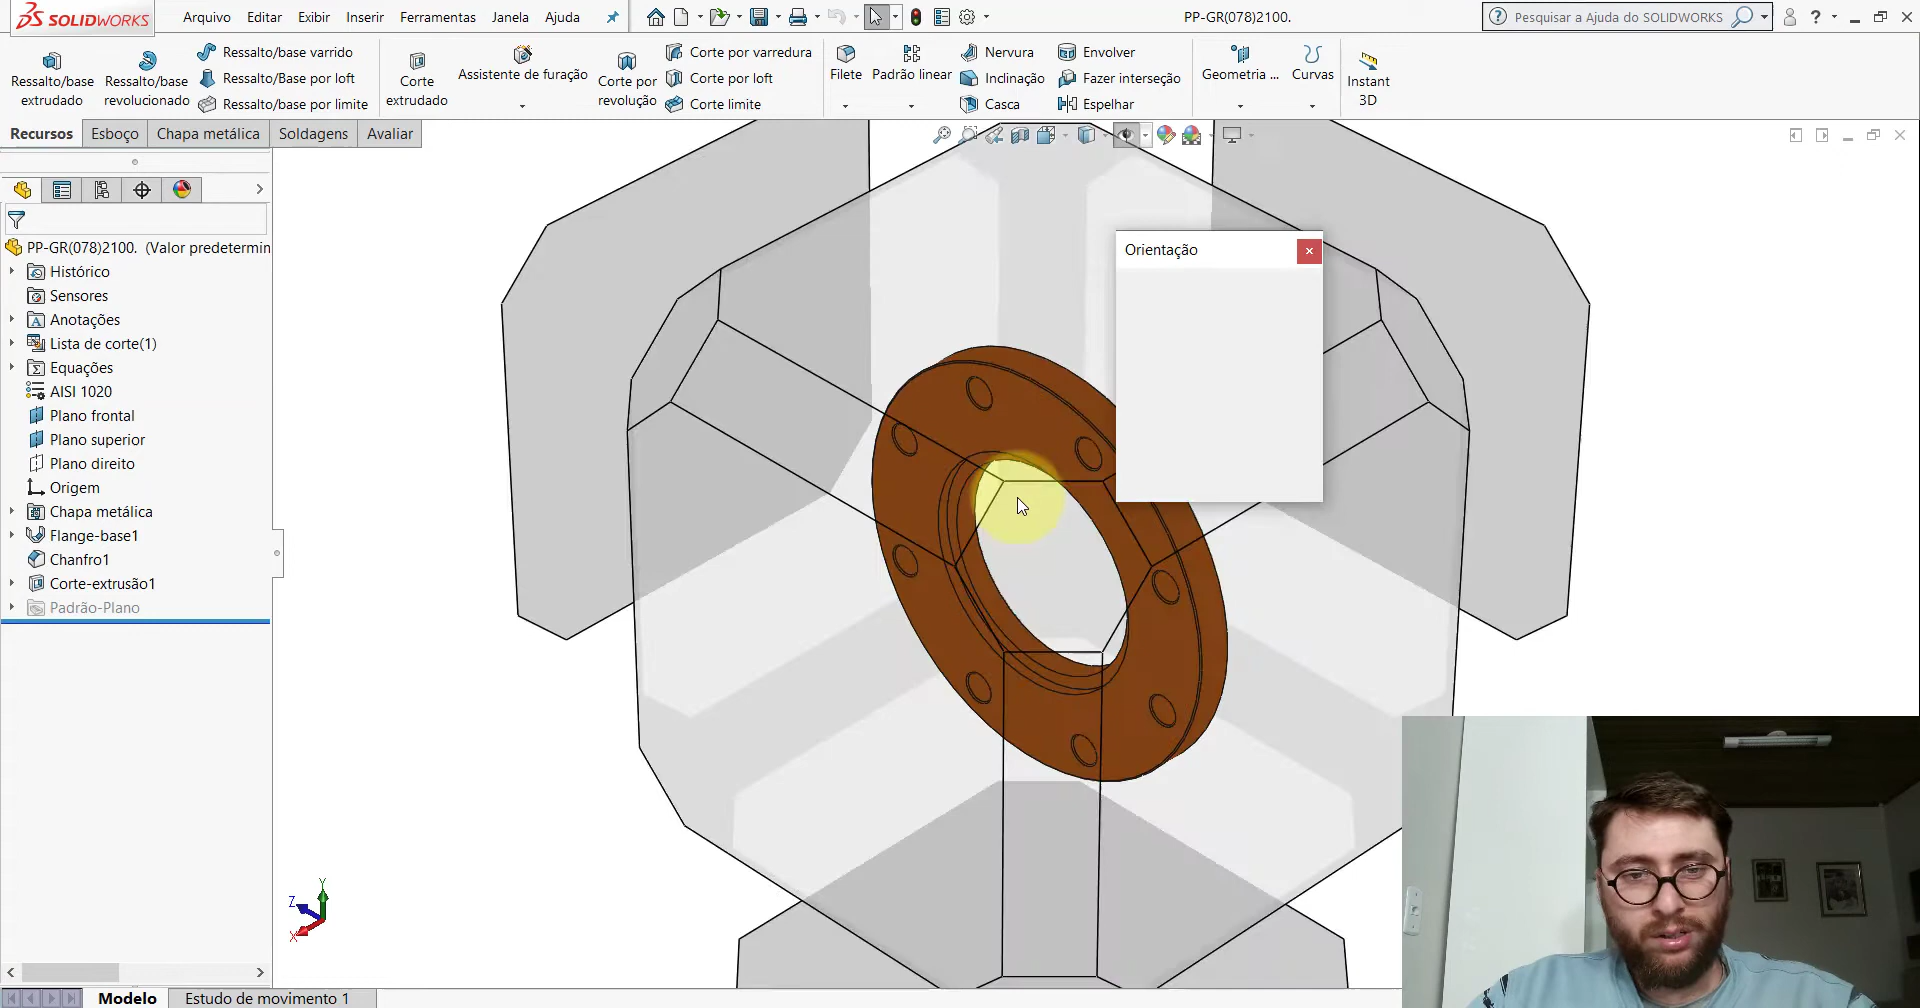 SOLIDWORKS
Arquivo Editar Exibir Inserir Ferramentas Janela Ajuda
PP-GR(078)2100.
Pesquisar a Ajuda do SOLIDWORKS
Ressalto/base extrudado
Ressalto/base revolucionado
Ressalto/base varrido
Ressalto/Base por loft
Ressalto/base por limite
Corte extrudado
Assistente de furação
Corte por revolução
Corte por varredura
Corte por loft
Corte limite
Filete
Padrão linear
Nervura
Inclinação
Casca
Envolver
Fazer interseção
Espelhar
Geometria ...
Curvas
Instant 3D
Recursos Esboço Chapa metálica Soldagens Avaliar
PP-GR(078)2100. (Valor predetermin
Histórico
Sensores
Anotações
Lista de corte(1)
Equações
AISI 1020
Plano frontal
Plano superior
Plano direito
Origem
Chapa metálica
Flange-base1
Chanfro1
Corte-extrusão1
Padrão-Plano
Orientação
Y
Z
X
Modelo Estudo de movimento 1